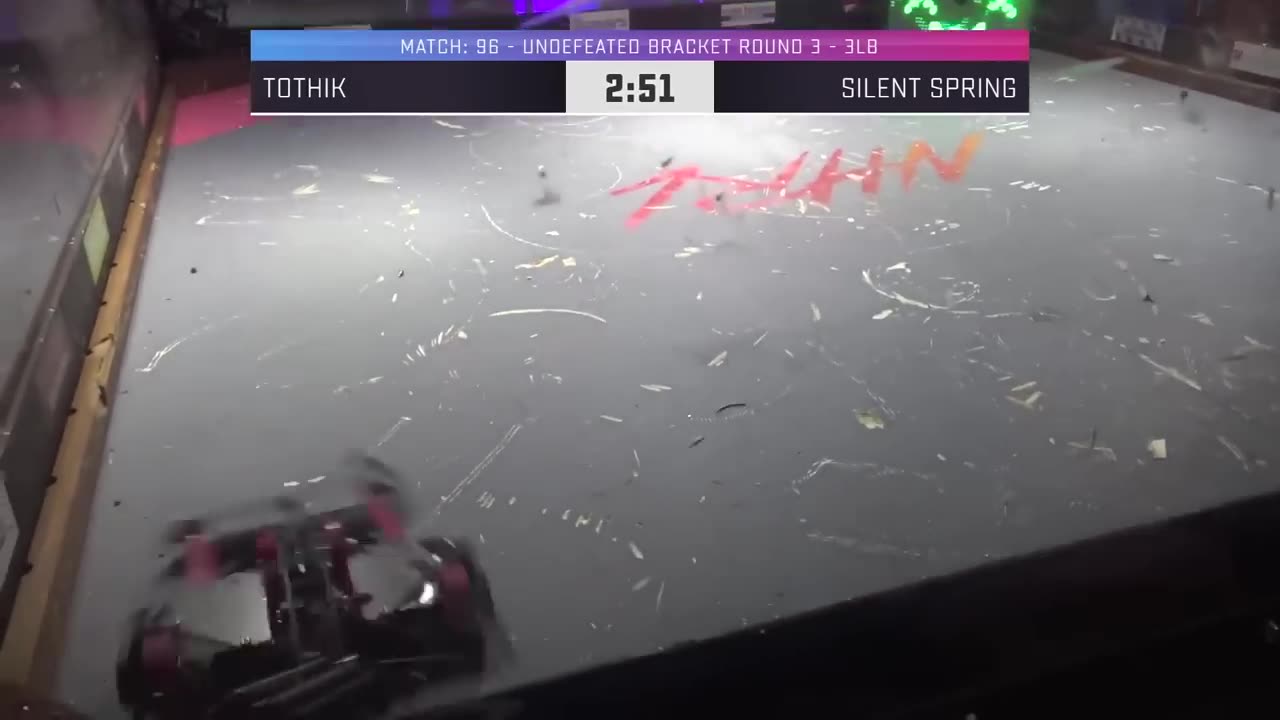 MATCH: 96 - UNDEFEATED BRACKET ROUND 3 - 3LB
TOTHIK
2:51
SILENT SPRING